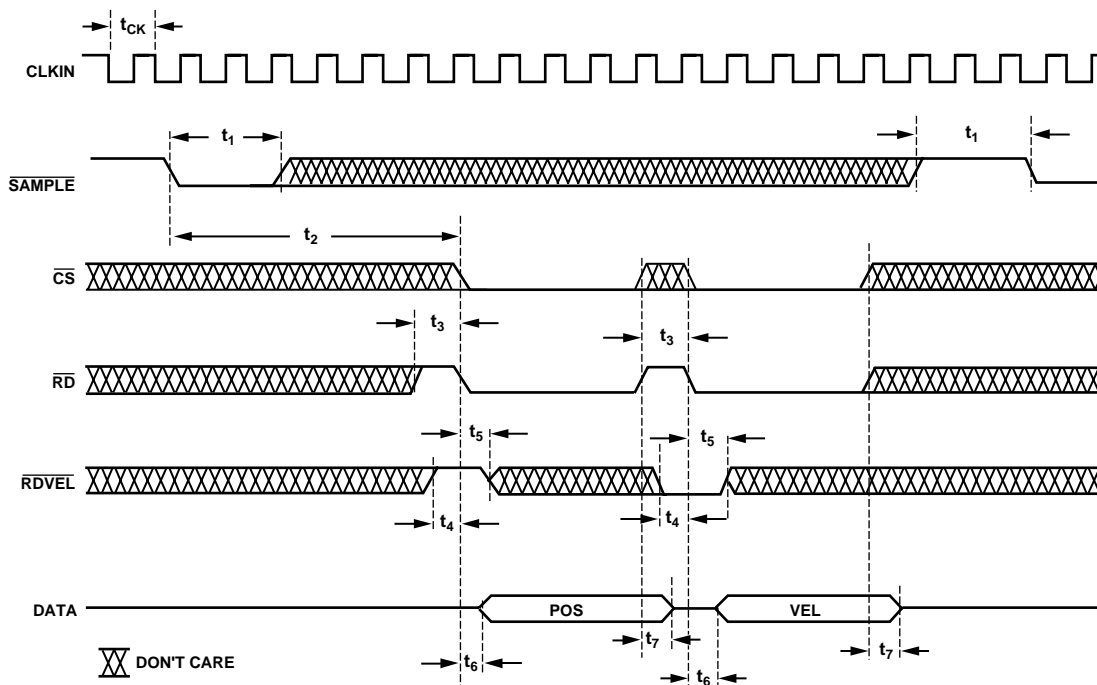 tCK
CLKIN
t1 t1
SAMPLE
t2
CS
t3 t3
RD
t5 t5
RDVEL
t4 t4
DATA POS VEL
t7 t7
DON'T CARE t6 t6